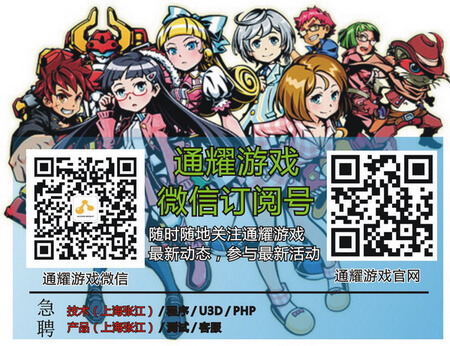 通耀游戏
微信订阅号
随时随地关注通耀游戏
最新动态，参与最新活动
通耀游戏微信
通耀游戏官网
急聘
技术（上海张江）/ 程序 / U3D / PHP
产品（上海张江）/ 测试 / 客服